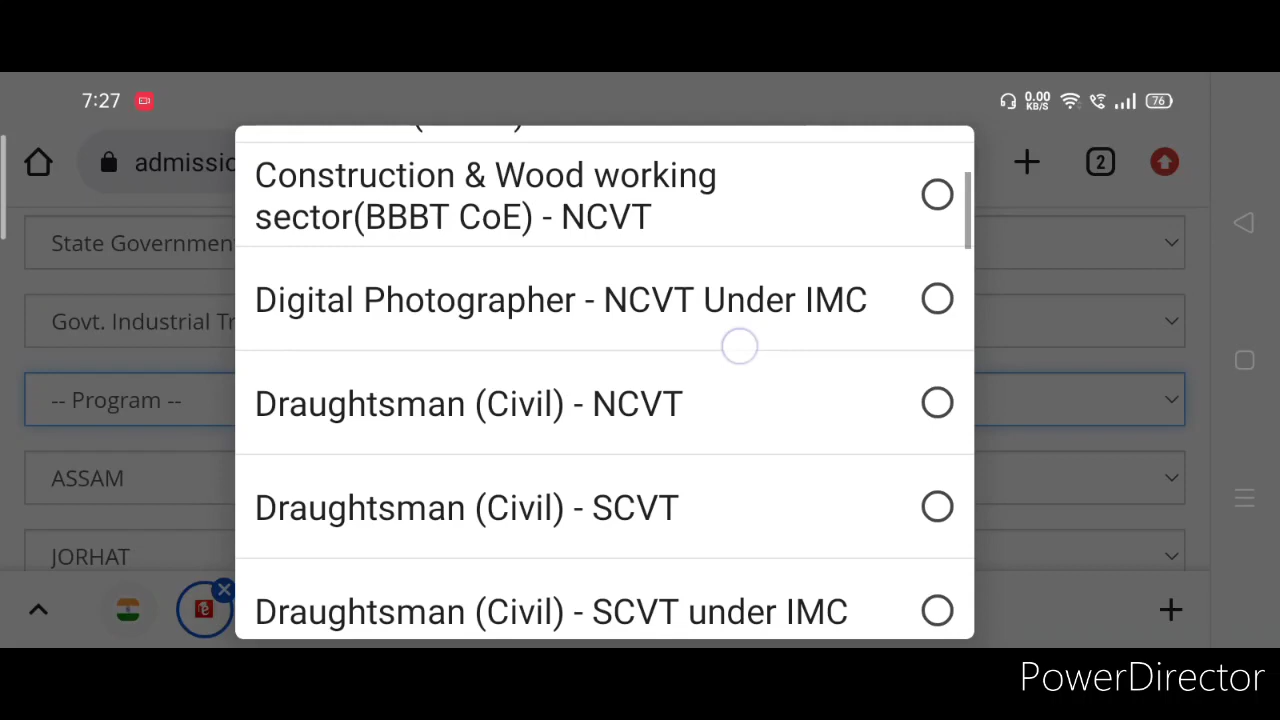 7:27
0.00
KB/S
76
admissio
2
Construction & Wood working
sector(BBBT CoE) - NCVT
State Governmen
Digital Photographer - NCVT Under IMC
Govt. Industrial Tr
-- Program --
Draughtsman (Civil) - NCVT
ASSAM
Draughtsman (Civil) - SCVT
JORHAT
Draughtsman (Civil) - SCVT under IMC
PowerDirector